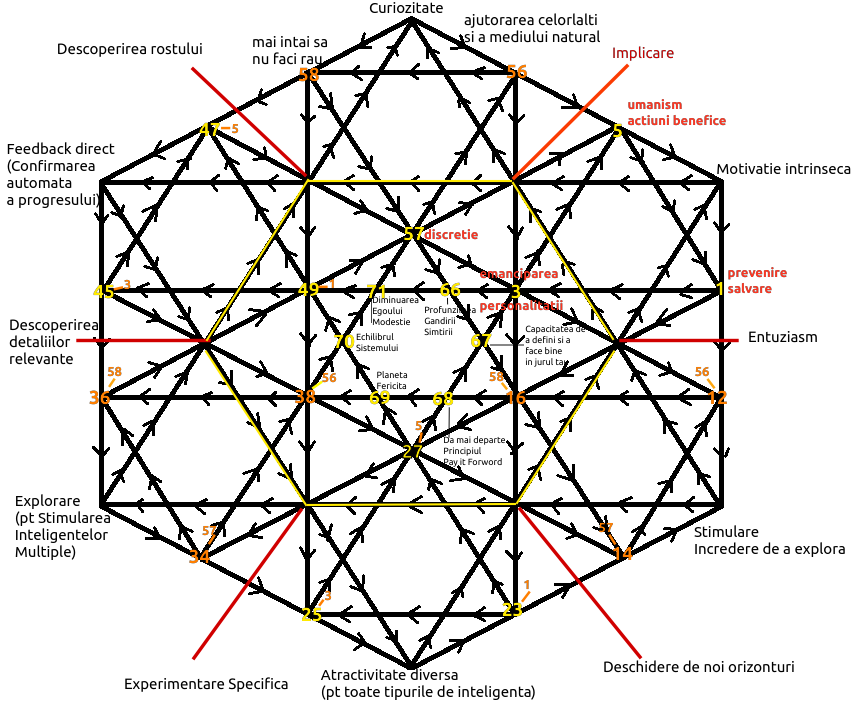 Curiozitate
ajutorarea celorlalti
si a mediului natural
mai intai sa
nu faci rau
Descoperirea rostului
Implicare
58
56
umanism
actiuni benefice
47
5
5
Feedback direct
(Confirmarea
automata
a progresului)
Motivatie intrinseca
57
discretie
emanciparea
personalitatii
prevenire
salvare
45
3
49
1
71
66
3
1
Diminuarea
Egoului
Modestie
Profunzimea
Gandirii
Simtirii
Descoperirea
detaliilor
relevante
70
Echilibrul
Sistemului
67
Capacitatea de
a defini si a
face bine
in jurul tau
Entuziasm
58
56
Planeta
Fericita
58
56
36
38
69
68
16
12
5
27
Da mai departe
Principiul
Pay it Forword
Explorare
(pt Stimularea
Inteligentelor
Multiple)
57
34
57
14
Stimulare
Incredere de a explora
3
25
1
23
Experimentare Specifica
Atractivitate diversa
(pt toate tipurile de inteligenta)
Deschidere de noi orizonturi